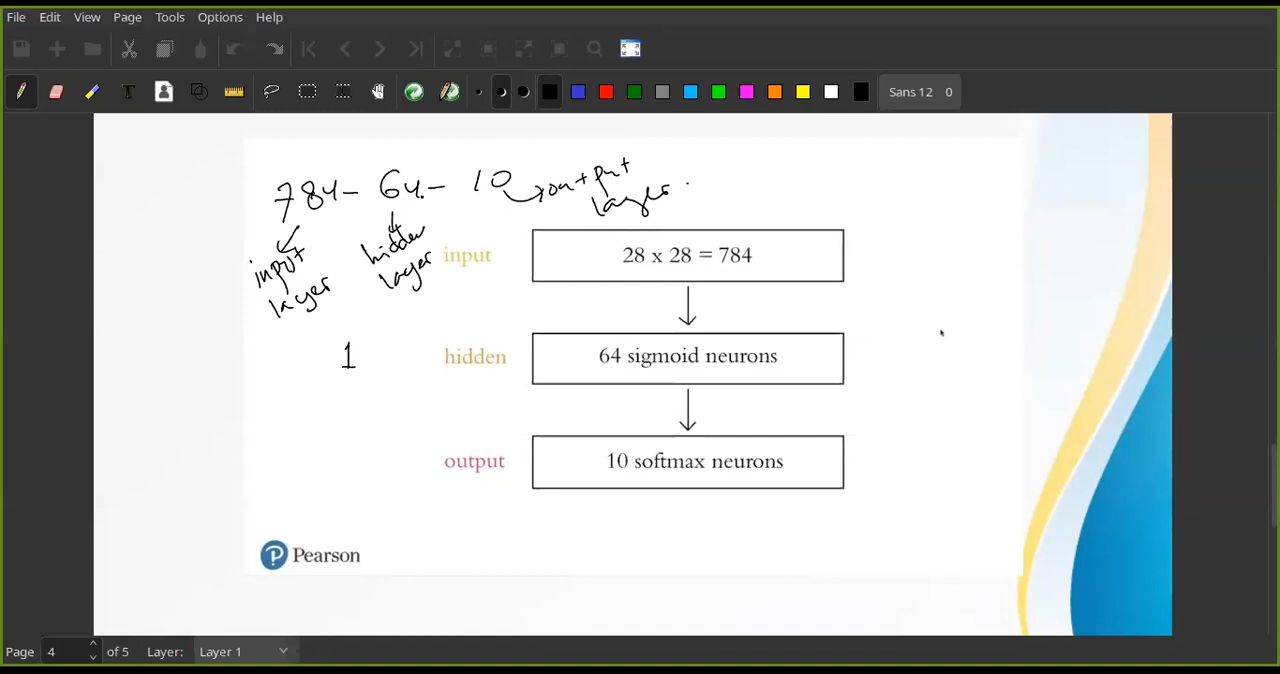 File Edit View Page Tools Options Help
Sans 12 0
784 - 64 - 10 → output layer
input layer
hidden layer
input
28 x 28 = 784
1
hidden
64 sigmoid neurons
output
10 softmax neurons
Pearson
Page 4 of 5 Layer: Layer 1